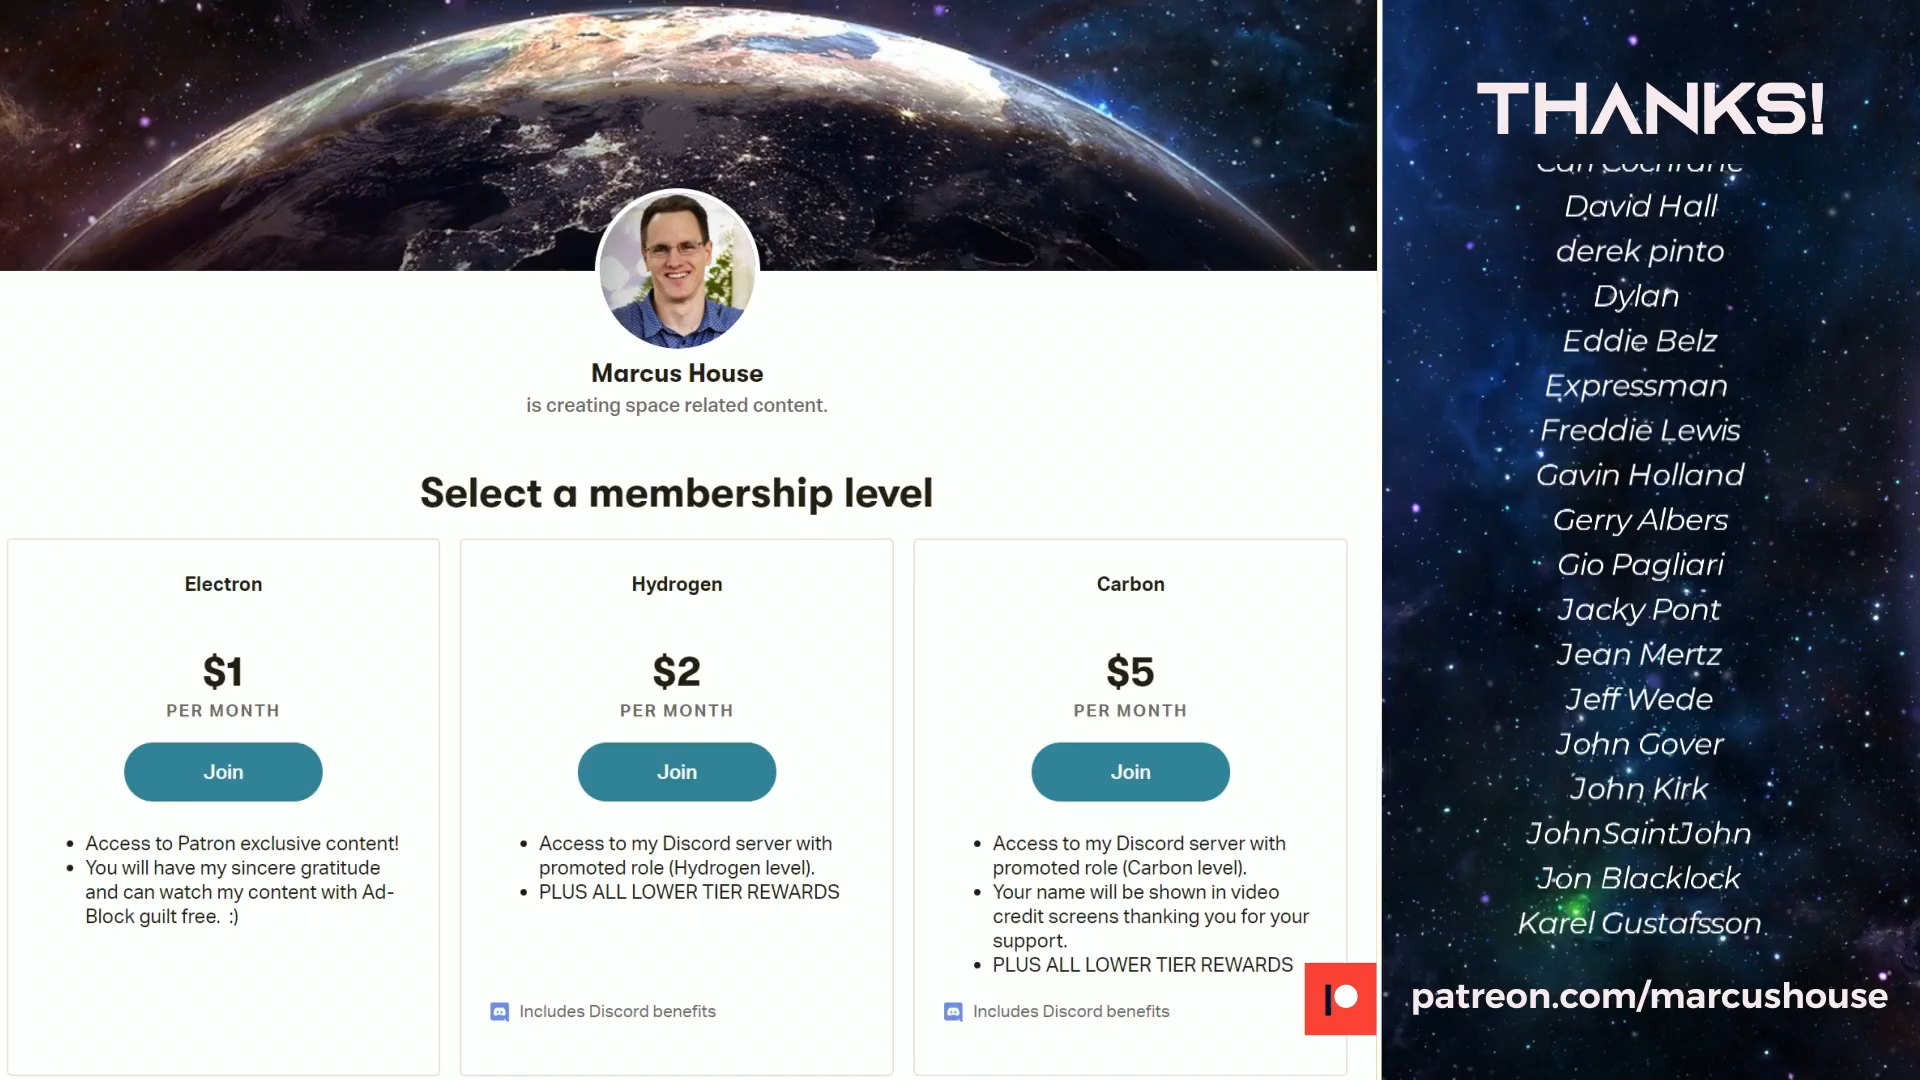 Marcus House
is creating space related content.
Select a membership level
Electron
$1
PER MONTH
Join
• Access to Patron exclusive content!
• You will have my sincere gratitude
and can watch my content with Ad-
Block guilt free. :)
Hydrogen
$2
PER MONTH
Join
• Access to my Discord server with
promoted role (Hydrogen level).
• PLUS ALL LOWER TIER REWARDS
Includes Discord benefits
Carbon
$5
PER MONTH
Join
• Access to my Discord server with
promoted role (Carbon level).
• Your name will be shown in video
credit screens thanking you for your
support.
• PLUS ALL LOWER TIER REWARDS
Includes Discord benefits
THANKS!
David Hall
derek pinto
Dylan
Eddie Belz
Expressman
Freddie Lewis
Gavin Holland
Gerry Albers
Gio Pagliari
Jacky Pont
Jean Mertz
Jeff Wede
John Gover
John Kirk
JohnSaintJohn
Jon Blacklock
Karel Gustafsson
patreon.com/marcushouse